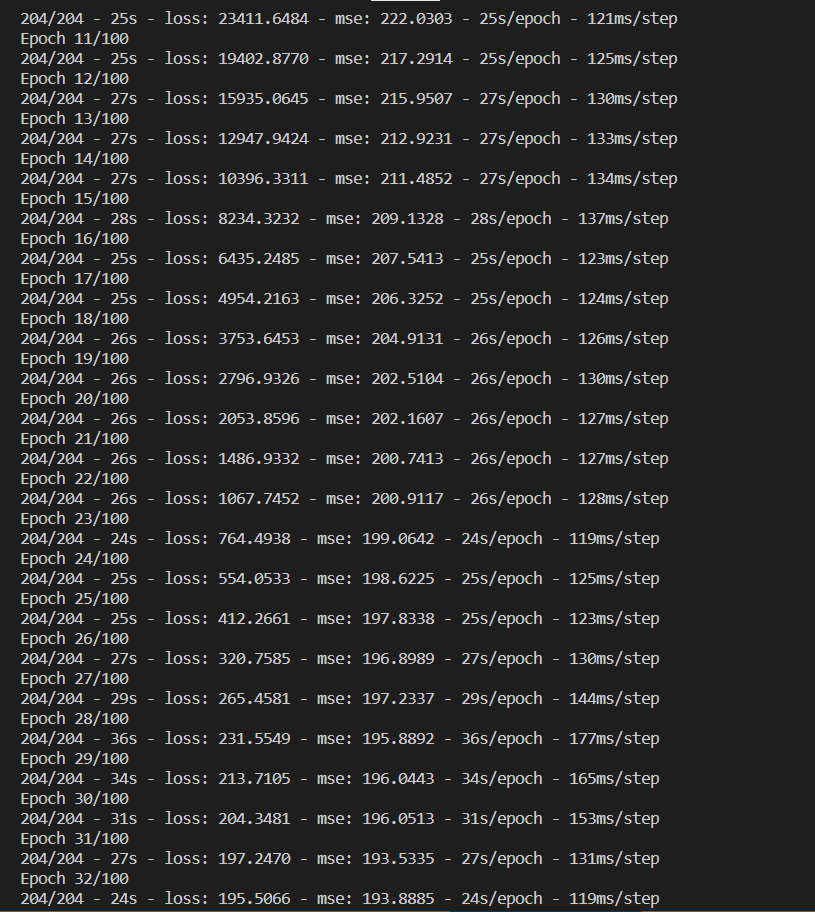 204/204 - 25s - loss: 23411.6484 - mse: 222.0303 - 25s/epoch - 121ms/step
Epoch 11/100
204/204 - 25s - loss: 19402.8770 - mse: 217.2914 - 25s/epoch - 125ms/step
Epoch 12/100
204/204 - 27s - loss: 15935.0645 - mse: 215.9507 - 27s/epoch - 130ms/step
Epoch 13/100
204/204 - 27s - loss: 12947.9424 - mse: 212.9231 - 27s/epoch - 133ms/step
Epoch 14/100
204/204 - 27s - loss: 10396.3311 - mse: 211.4852 - 27s/epoch - 134ms/step
Epoch 15/100
204/204 - 28s - loss: 8234.3232 - mse: 209.1328 - 28s/epoch - 137ms/step
Epoch 16/100
204/204 - 25s - loss: 6435.2485 - mse: 207.5413 - 25s/epoch - 123ms/step
Epoch 17/100
204/204 - 25s - loss: 4954.2163 - mse: 206.3252 - 25s/epoch - 124ms/step
Epoch 18/100
204/204 - 26s - loss: 3753.6453 - mse: 204.9131 - 26s/epoch - 126ms/step
Epoch 19/100
204/204 - 26s - loss: 2796.9326 - mse: 202.5104 - 26s/epoch - 130ms/step
Epoch 20/100
204/204 - 26s - loss: 2053.8596 - mse: 202.1607 - 26s/epoch - 127ms/step
Epoch 21/100
204/204 - 26s - loss: 1486.9332 - mse: 200.7413 - 26s/epoch - 127ms/step
Epoch 22/100
204/204 - 26s - loss: 1067.7452 - mse: 200.9117 - 26s/epoch - 128ms/step
Epoch 23/100
204/204 - 24s - loss: 764.4938 - mse: 199.0642 - 24s/epoch - 119ms/step
Epoch 24/100
204/204 - 25s - loss: 554.0533 - mse: 198.6225 - 25s/epoch - 125ms/step
Epoch 25/100
204/204 - 25s - loss: 412.2661 - mse: 197.8338 - 25s/epoch - 123ms/step
Epoch 26/100
204/204 - 27s - loss: 320.7585 - mse: 196.8989 - 27s/epoch - 130ms/step
Epoch 27/100
204/204 - 29s - loss: 265.4581 - mse: 197.2337 - 29s/epoch - 144ms/step
Epoch 28/100
204/204 - 36s - loss: 231.5549 - mse: 195.8892 - 36s/epoch - 177ms/step
Epoch 29/100
204/204 - 34s - loss: 213.7105 - mse: 196.0443 - 34s/epoch - 165ms/step
Epoch 30/100
204/204 - 31s - loss: 204.3481 - mse: 196.0513 - 31s/epoch - 153ms/step
Epoch 31/100
204/204 - 27s - loss: 197.2470 - mse: 193.5335 - 27s/epoch - 131ms/step
Epoch 32/100
204/204 - 24s - loss: 195.5066 - mse: 193.8885 - 24s/epoch - 119ms/step